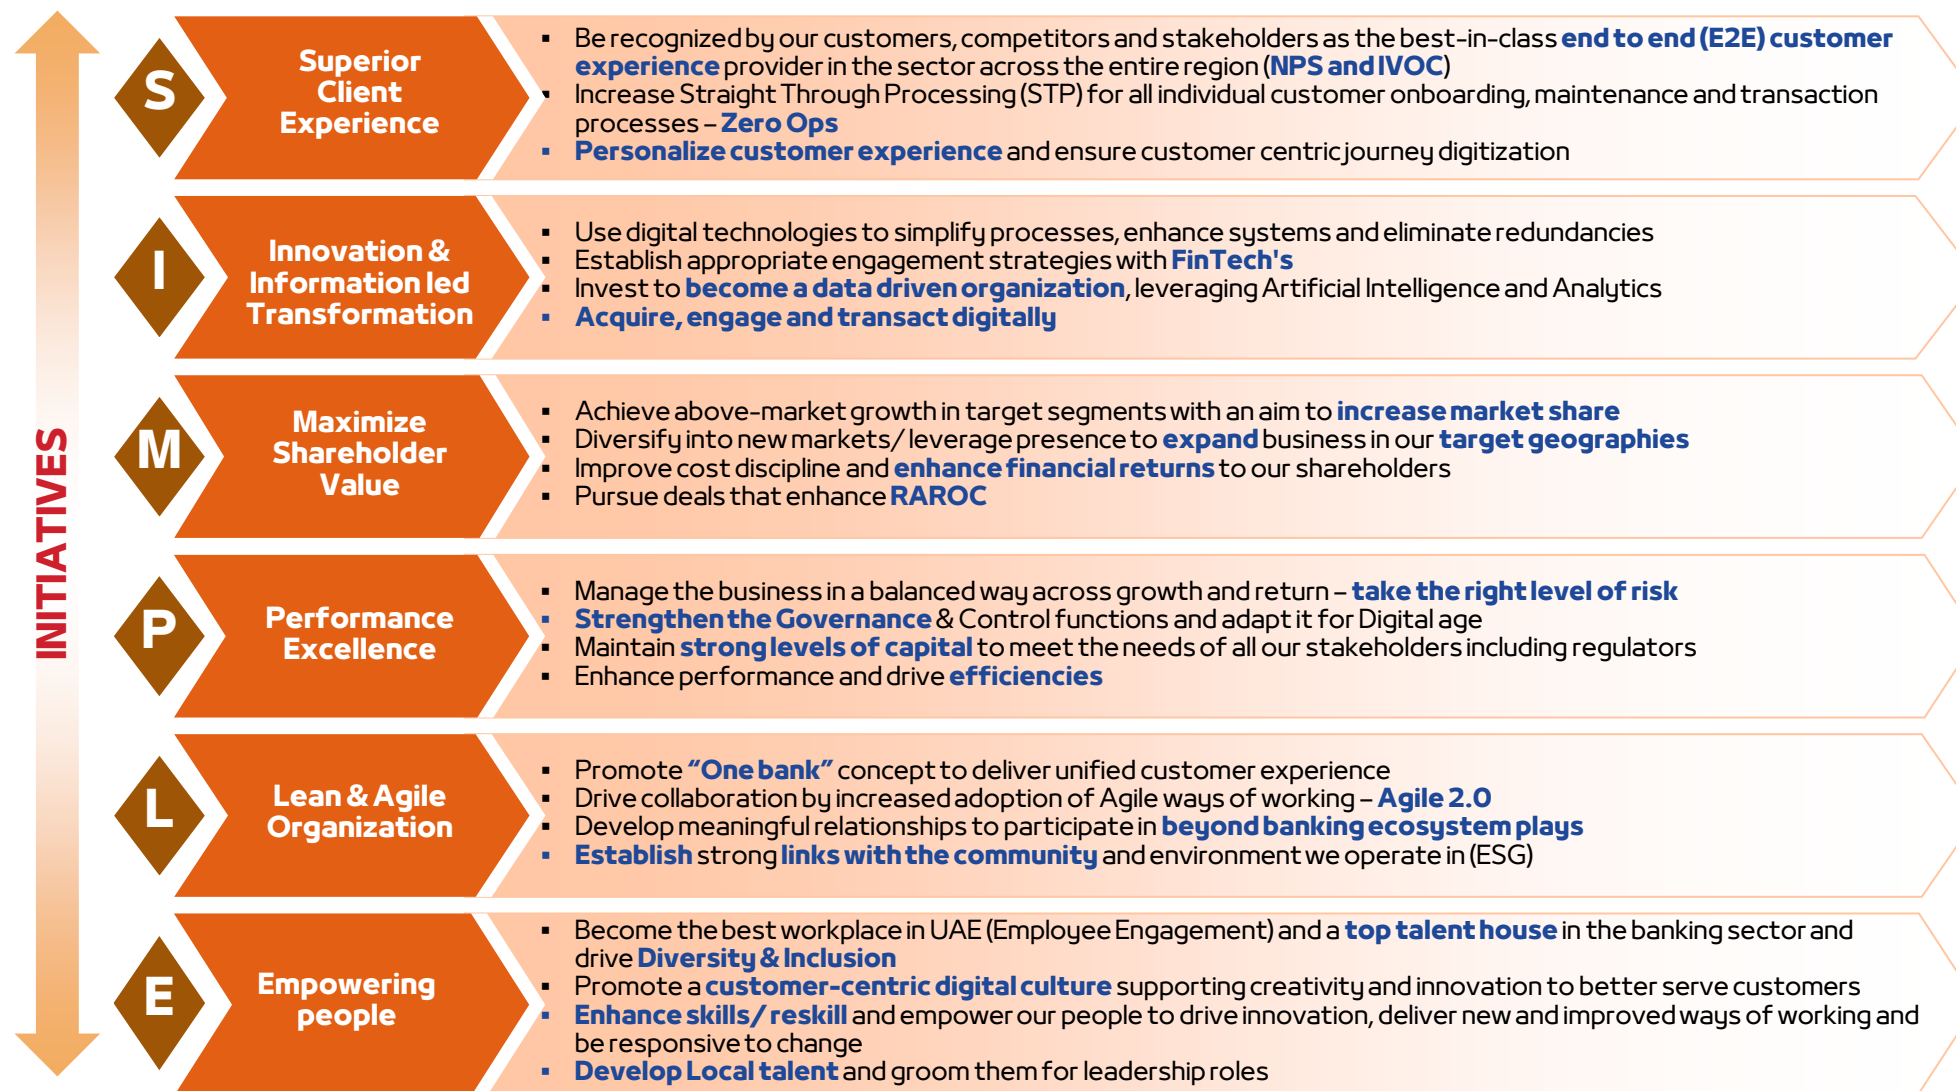 INITIATIVES
S
Superior
Client
Experience
▪ Be recognized by our customers, competitors and stakeholders as the best-in-class end to end (E2E) customer
experience provider in the sector across the entire region (NPS and IVOC)
▪ Increase Straight Through Processing (STP) for all individual customer onboarding, maintenance and transaction
processes – Zero Ops
▪ Personalize customer experience and ensure customer centric journey digitization
I
Innovation &
Information led
Transformation
▪ Use digital technologies to simplify processes, enhance systems and eliminate redundancies
▪ Establish appropriate engagement strategies with FinTech's
▪ Invest to become a data driven organization, leveraging Artificial Intelligence and Analytics
▪ Acquire, engage and transact digitally
M
Maximize
Shareholder
Value
▪ Achieve above-market growth in target segments with an aim to increase market share
▪ Diversify into new markets/ leverage presence to expand business in our target geographies
▪ Improve cost discipline and enhance financial returns to our shareholders
▪ Pursue deals that enhance RAROC
P
Performance
Excellence
▪ Manage the business in a balanced way across growth and return – take the right level of risk
▪ Strengthen the Governance & Control functions and adapt it for Digital age
▪ Maintain strong levels of capital to meet the needs of all our stakeholders including regulators
▪ Enhance performance and drive efficiencies
L
Lean & Agile
Organization
▪ Promote “One bank” concept to deliver unified customer experience
▪ Drive collaboration by increased adoption of Agile ways of working – Agile 2.0
▪ Develop meaningful relationships to participate in beyond banking ecosystem plays
▪ Establish strong links with the community and environment we operate in (ESG)
E
Empowering
people
▪ Become the best workplace in UAE (Employee Engagement) and a top talent house in the banking sector and
drive Diversity & Inclusion
▪ Promote a customer-centric digital culture supporting creativity and innovation to better serve customers
▪ Enhance skills/ reskill and empower our people to drive innovation, deliver new and improved ways of working and
be responsive to change
▪ Develop Local talent and groom them for leadership roles